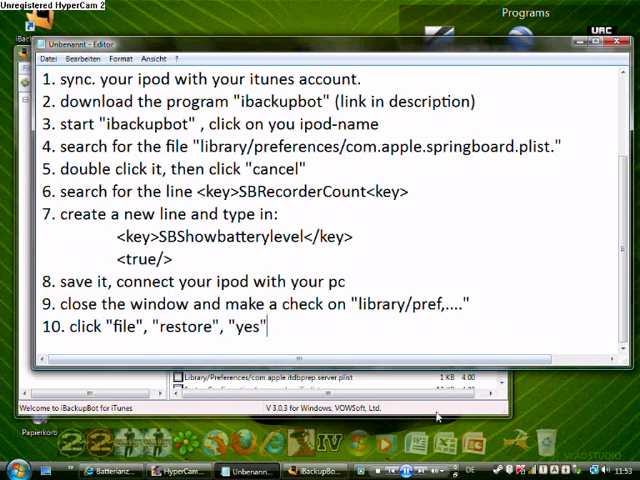 Unregistered HyperCam 2
Programs
UAC
Unbenannt - Editor
Datei Bearbeiten Format Ansicht ?
1. sync. your ipod with your itunes account.
2. download the program "ibackupbot" (link in description)
3. start "ibackupbot" , click on you ipod-name
4. search for the file "library/preferences/com.apple.springboard.plist."
5. double click it, then click "cancel"
6. search for the line <key>SBRecorderCount<key>
7. create a new line and type in:
<key>SBShowbatterylevel</key>
<true/>
8. save it, connect your ipod with your pc
9. close the window and make a check on "library/pref,...."
10. click "file", "restore", "yes"
Library/Preferences/com.apple.itdbprep.server.plist 1 KB 4.00
Welcome to iBackupBot for iTunes V 3.0.3 for Windows, VOWSoft, Ltd.
Papierkorb
IV
VLADSTUDIO
Batterieanz...
HyperCam...
Unbenann...
iBackupBo...
DE
11:53